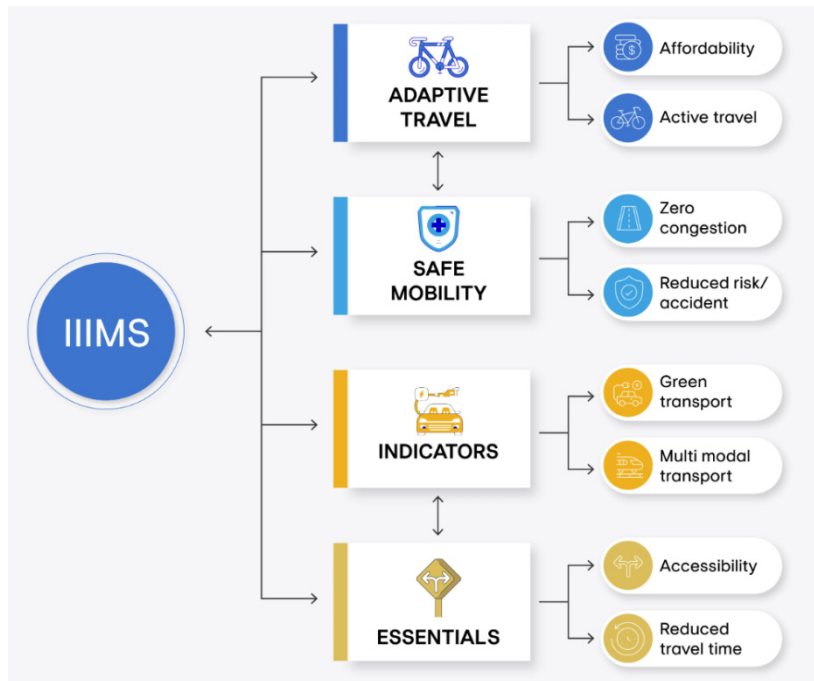 IIIMS
ADAPTIVE
TRAVEL
Affordability
Active travel
SAFE
MOBILITY
Zero
congestion
Reduced risk/
accident
INDICATORS
Green
transport
Multi modal
transport
ESSENTIALS
Accessibility
Reduced
travel time